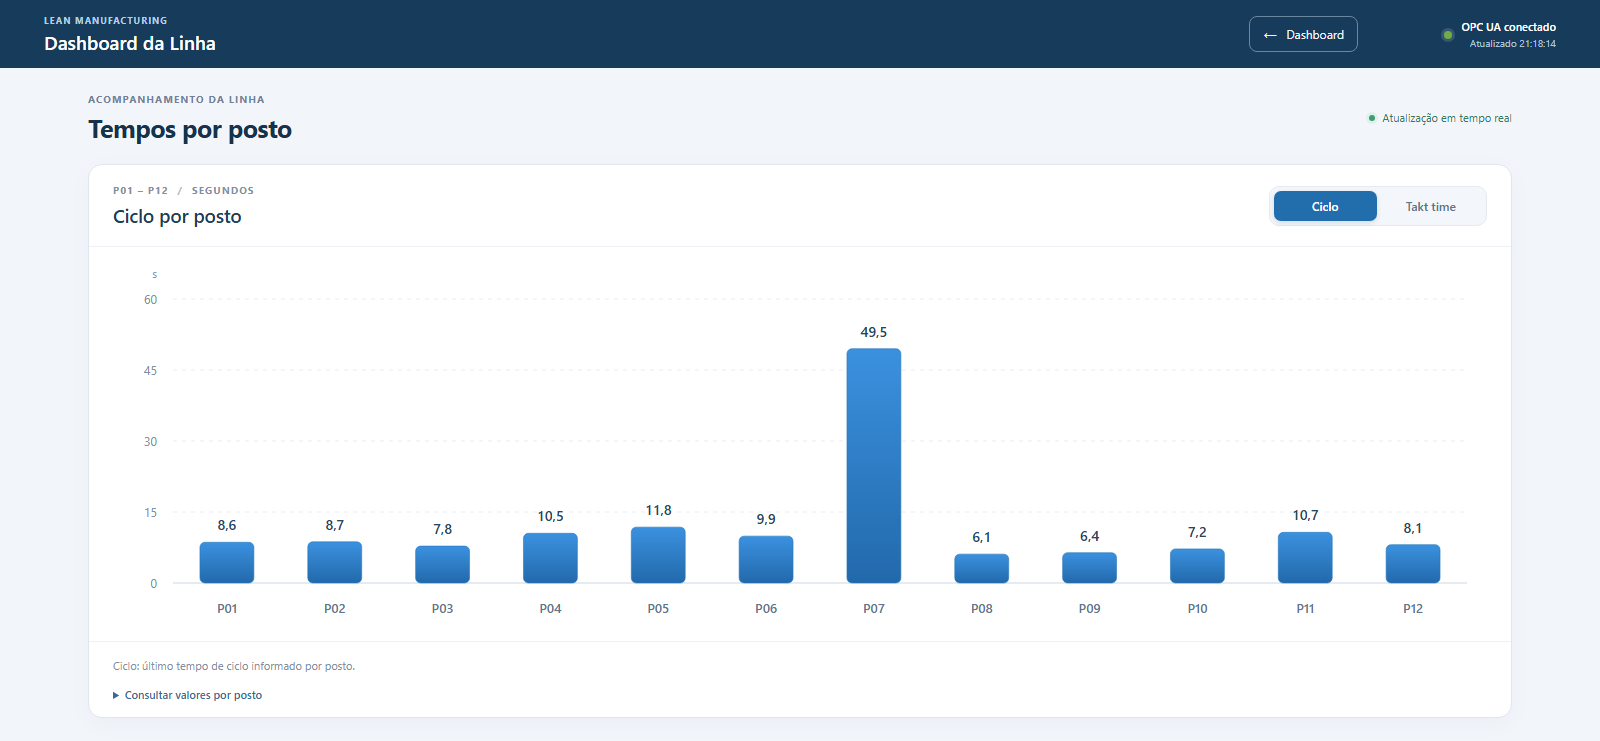 LEAN MANUFACTURING
Dashboard da Linha
← Dashboard
OPC UA conectado
Atualizado 21:18:14
ACOMPANHAMENTO DA LINHA
Tempos por posto
Atualização em tempo real
P01 – P12 / SEGUNDOS
Ciclo por posto
Ciclo
Takt time
s
60
45
30
15
0
8,6
8,7
7,8
10,5
11,8
9,9
49,5
6,1
6,4
7,2
10,7
8,1
P01
P02
P03
P04
P05
P06
P07
P08
P09
P10
P11
P12
Ciclo: último tempo de ciclo informado por posto.
Consultar valores por posto